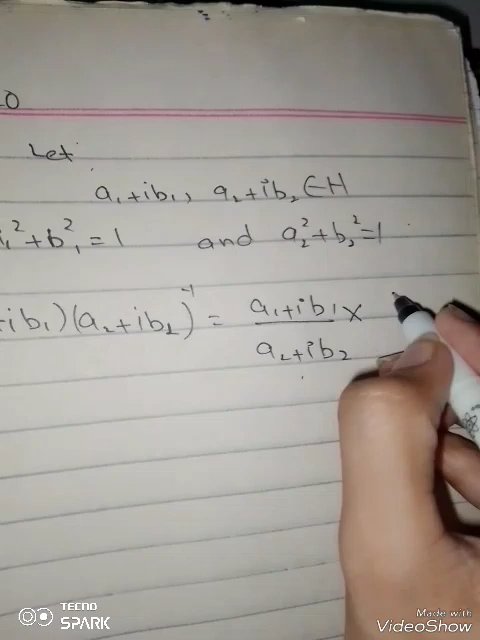 Let
a₁+ib₁, a₂+ib₂ ∈ H
²+b₁²=1 and a₂²+b₂²=1
ib₁)(a₂+ib₂)⁻¹ = a₁+ib₁ ×
a₂+ib₂
TECNO
SPARK
Made with
VideoShow